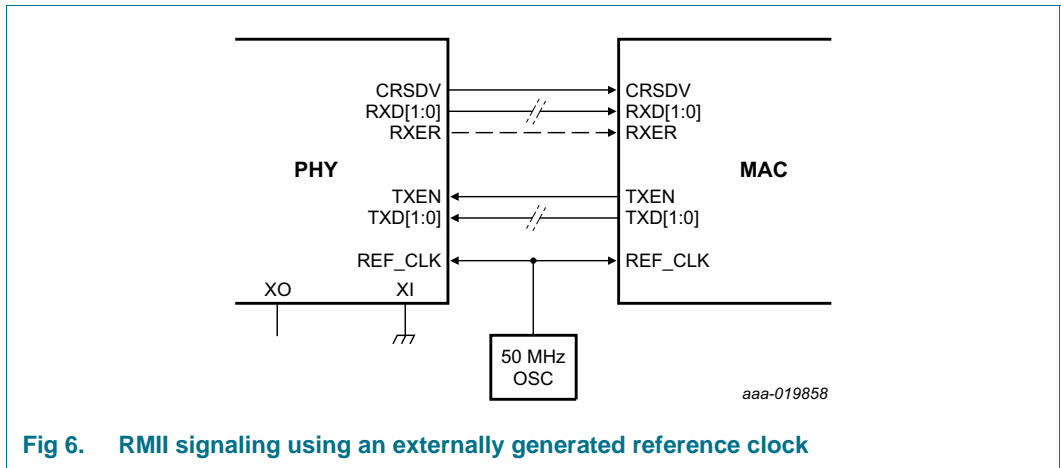 CRSDV CRSDV
RXD[1:0] RXD[1:0]
RXER RXER
PHY MAC
TXEN TXEN
TXD[1:0] TXD[1:0]
REF_CLK REF_CLK
XO XI
50 MHz
OSC
aaa-019858
Fig 6. RMII signaling using an externally generated reference clock